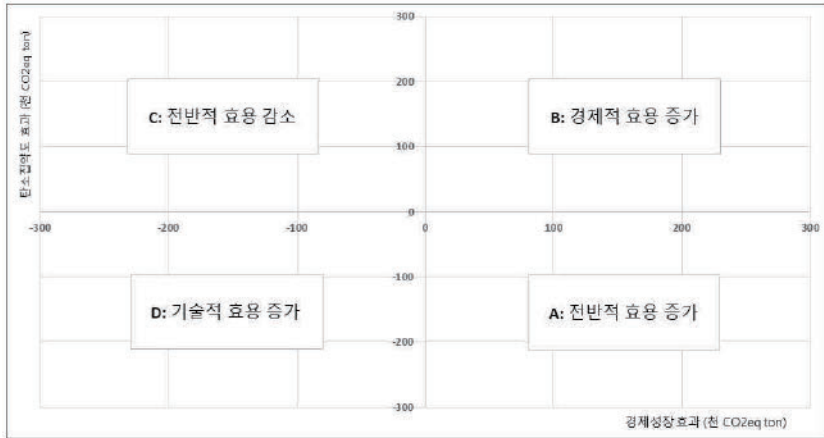 탄소집약도 효과 (천 CO2eq ton)
300
200
C: 전반적 효용 감소
B: 경제적 효용 증가
100
0
-300 -200 -100 0 100 200 300
-100
D: 기술적 효용 증가
A: 전반적 효용 증가
-200
-300
경제성장효과 (천 CO2eq ton)